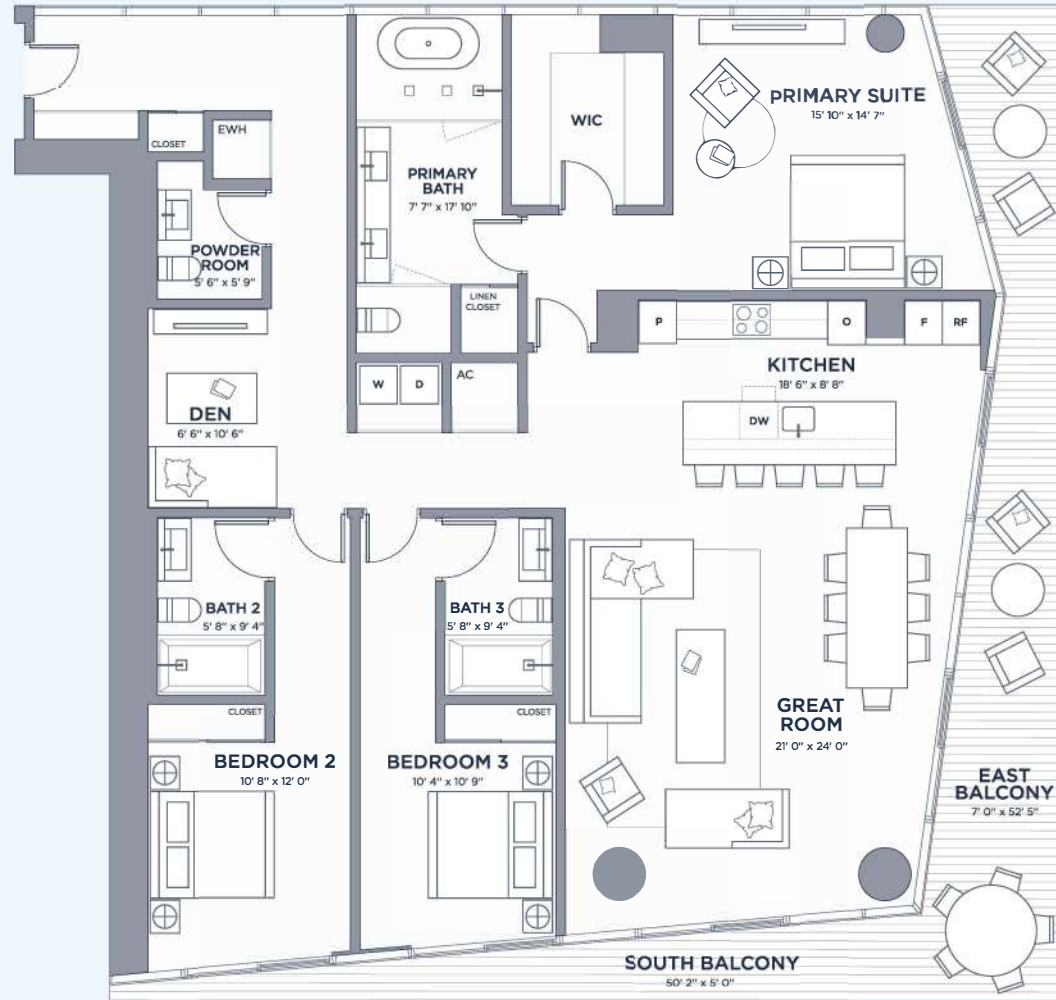 PRIMARY SUITE
15' 10" x 14' 7"
WIC
EWH
CLOSET
PRIMARY
BATH
7' 7" x 17' 10"
POWDER
ROOM
5' 6" x 5' 9"
LINEN
CLOSET
P
O
F
RF
KITCHEN
18' 6" x 8' 8"
W
D
AC
DEN
6' 6" x 10' 6"
DW
BATH 2
5' 8" x 9' 4"
BATH 3
5' 8" x 9' 4"
CLOSET
CLOSET
GREAT
ROOM
21' 0" x 24' 0"
BEDROOM 2
10' 8" x 12' 0"
BEDROOM 3
10' 4" x 10' 9"
EAST
BALCONY
7' 0" x 52' 5"
SOUTH BALCONY
50' 2" x 5' 0"